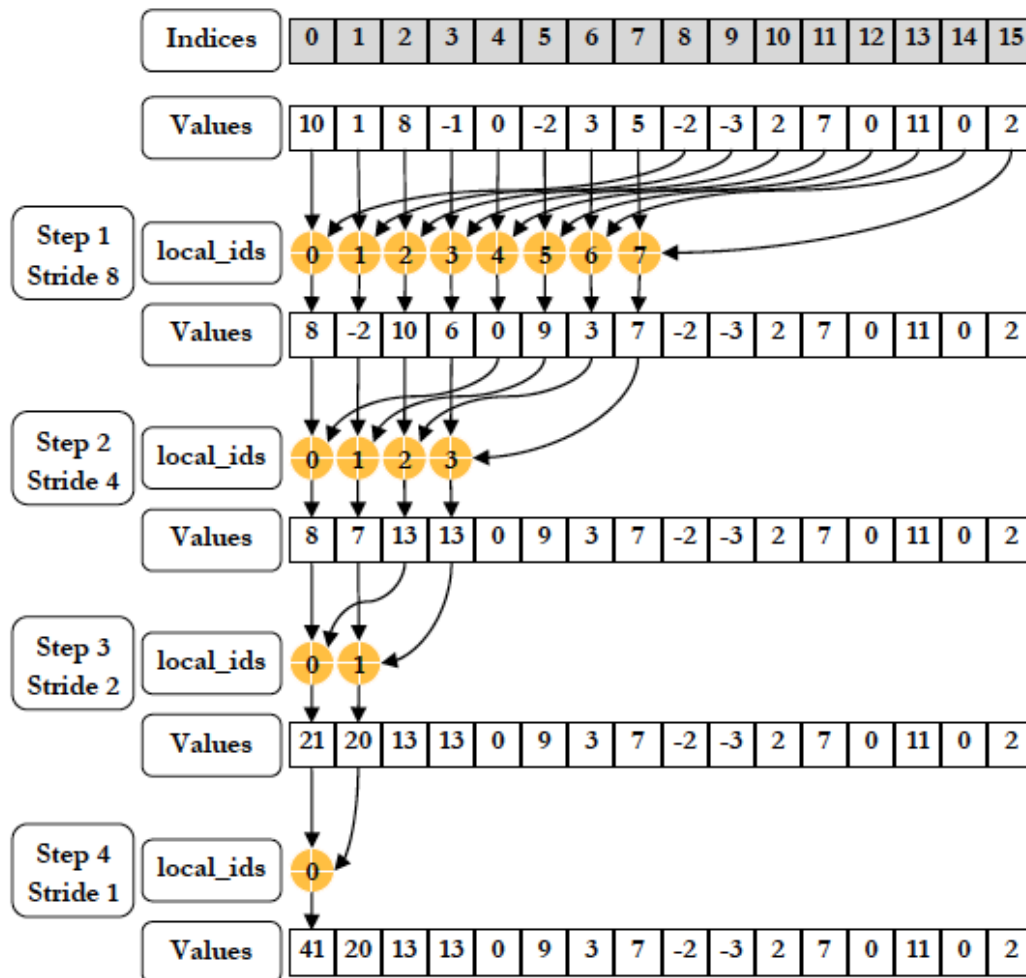 Indices 0 1 2 3 4 5 6 7 8 9 10 11 12 13 14 15
Values 10 1 8 -1 0 -2 3 5 -2 -3 2 7 0 11 0 2
Step 1
Stride 8
local_ids 0 1 2 3 4 5 6 7
Values 8 -2 10 6 0 9 3 7 -2 -3 2 7 0 11 0 2
Step 2
Stride 4
local_ids 0 1 2 3
Values 8 7 13 13 0 9 3 7 -2 -3 2 7 0 11 0 2
Step 3
Stride 2
local_ids 0 1
Values 21 20 13 13 0 9 3 7 -2 -3 2 7 0 11 0 2
Step 4
Stride 1
local_ids 0
Values 41 20 13 13 0 9 3 7 -2 -3 2 7 0 11 0 2